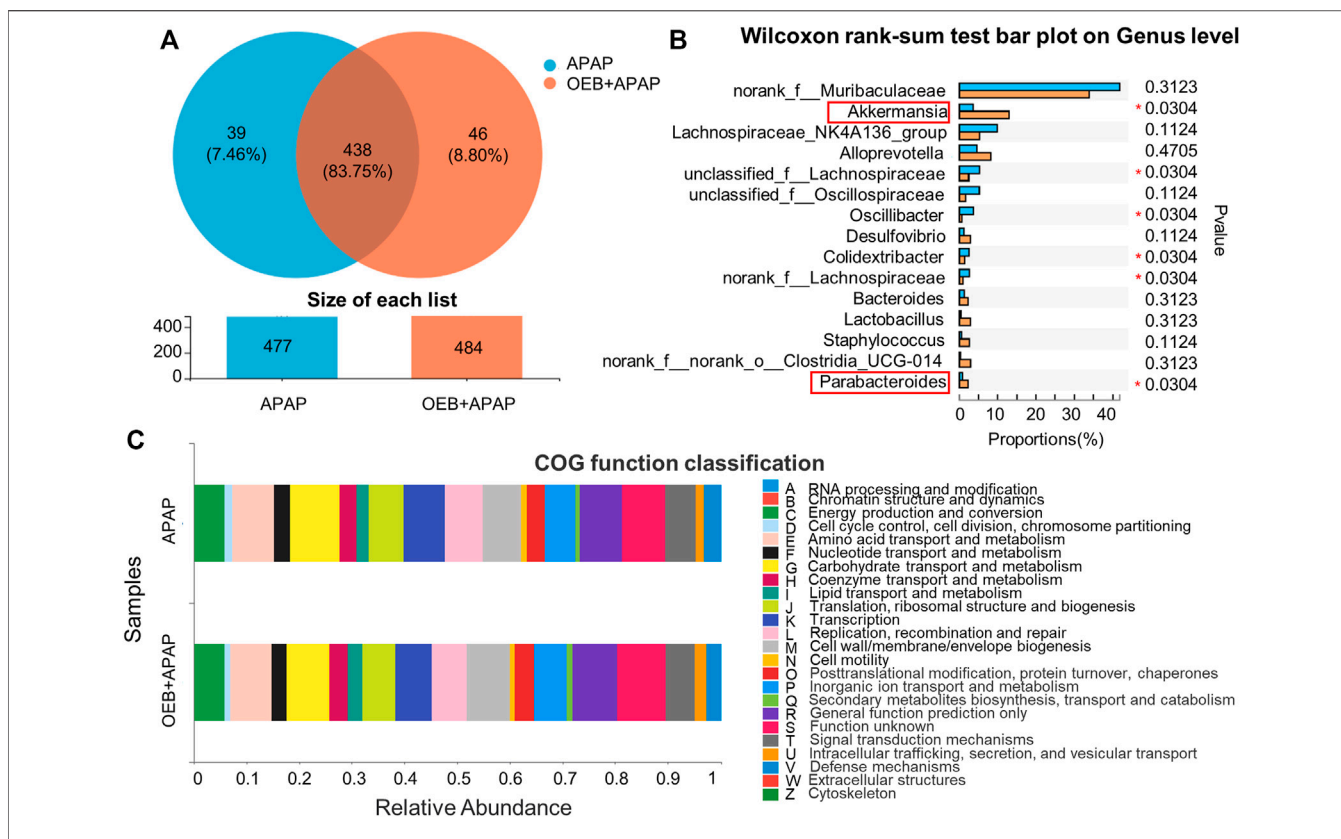 A
APAP
OEB+APAP
39
(7.46%)
438
(83.75%)
46
(8.80%)
Size of each list
400
200
0
477
484
APAP
OEB+APAP
B
Wilcoxon rank-sum test bar plot on Genus level
norank_f__Muribaculaceae 0.3123
Akkermansia * 0.0304
Lachnospiraceae_NK4A136_group 0.1124
Alloprevotella 0.4705
unclassified_f__Lachnospiraceae * 0.0304
unclassified_f__Oscillospiraceae 0.1124
Oscillibacter * 0.0304
Desulfovibrio 0.1124
Colidextribacter * 0.0304
norank_f__Lachnospiraceae * 0.0304
Bacteroides 0.3123
Lactobacillus 0.3123
Staphylococcus 0.1124
norank_f__norank_o__Clostridia_UCG-014 0.3123
Parabacteroides * 0.0304
Pvalue
0 10 20 30 40
Proportions(%)
C
COG function classification
Samples
APAP
OEB+APAP
0 0.1 0.2 0.3 0.4 0.5 0.6 0.7 0.8 0.9 1
Relative Abundance
A RNA processing and modification
B Chromatin structure and dynamics
C Energy production and conversion
D Cell cycle control, cell division, chromosome partitioning
E Amino acid transport and metabolism
F Nucleotide transport and metabolism
G Carbohydrate transport and metabolism
H Coenzyme transport and metabolism
I Lipid transport and metabolism
J Translation, ribosomal structure and biogenesis
K Transcription
L Replication, recombination and repair
M Cell wall/membrane/envelope biogenesis
N Cell motility
O Posttranslational modification, protein turnover, chaperones
P Inorganic ion transport and metabolism
Q Secondary metabolites biosynthesis, transport and catabolism
R General function prediction only
S Function unknown
T Signal transduction mechanisms
U Intracellular trafficking, secretion, and vesicular transport
V Defense mechanisms
W Extracellular structures
Z Cytoskeleton